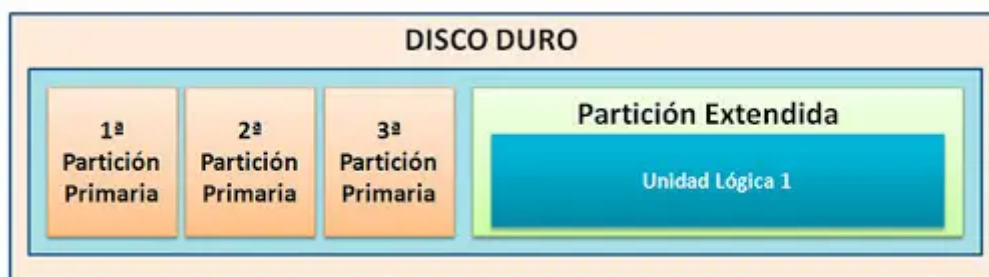 DISCO DURO
1ª
Partición
Primaria
2ª
Partición
Primaria
3ª
Partición
Primaria
Partición Extendida
Unidad Lógica 1